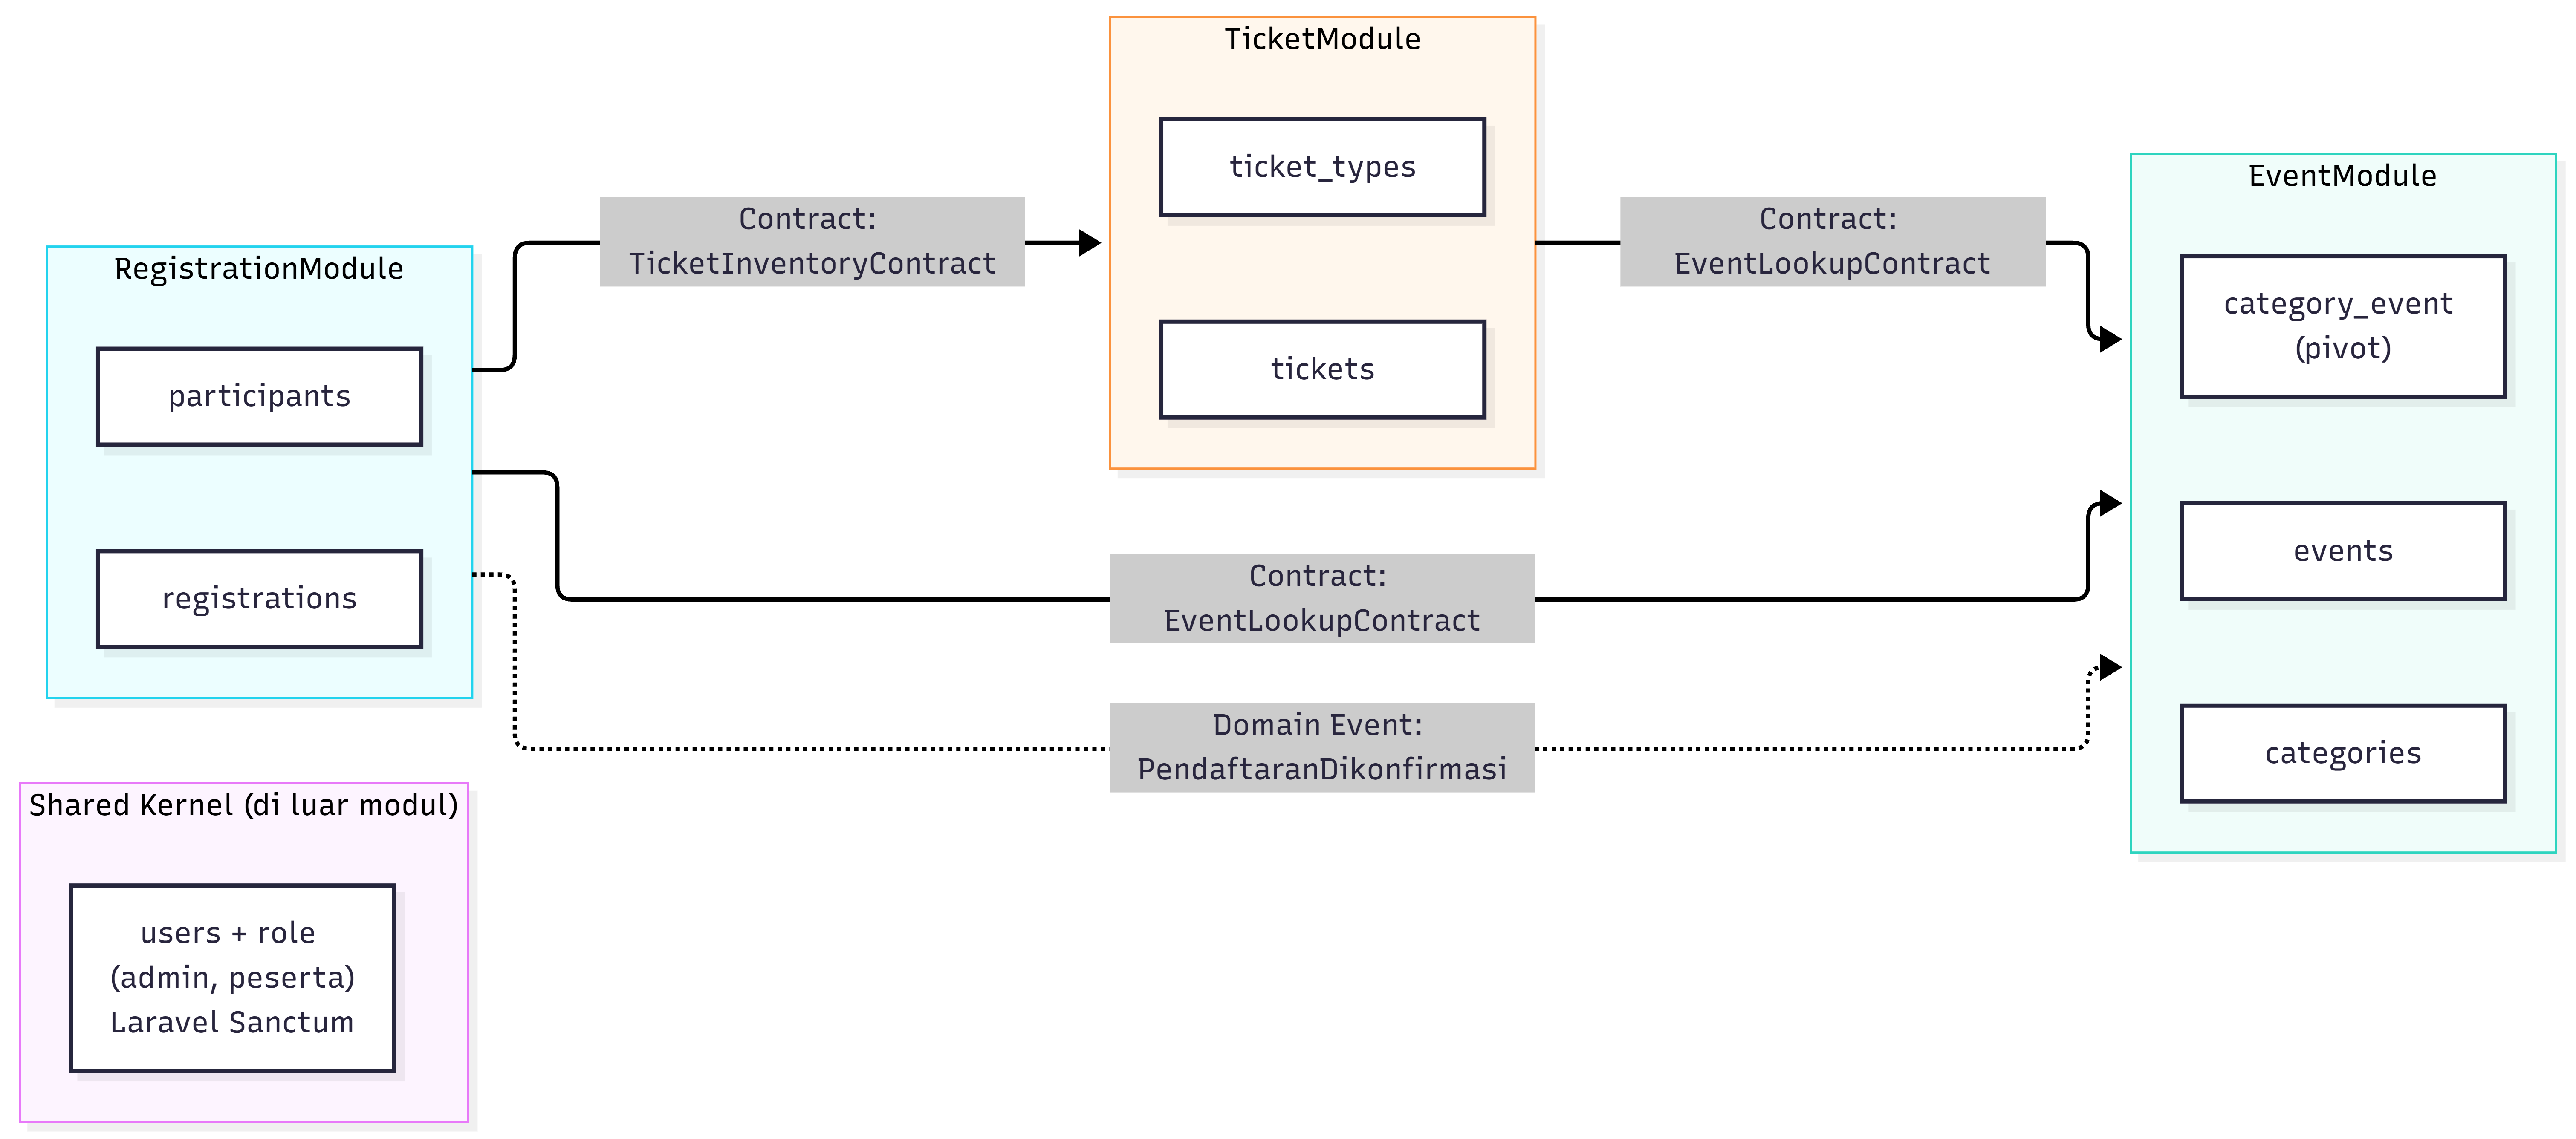 TicketModule
ticket_types
tickets
RegistrationModule
participants
registrations
Contract:
TicketInventoryContract
Contract:
EventLookupContract
EventModule
category_event
(pivot)
events
categories
Contract:
EventLookupContract
Domain Event:
PendaftaranDikonfirmasi
Shared Kernel (di luar modul)
users + role
(admin, peserta)
Laravel Sanctum